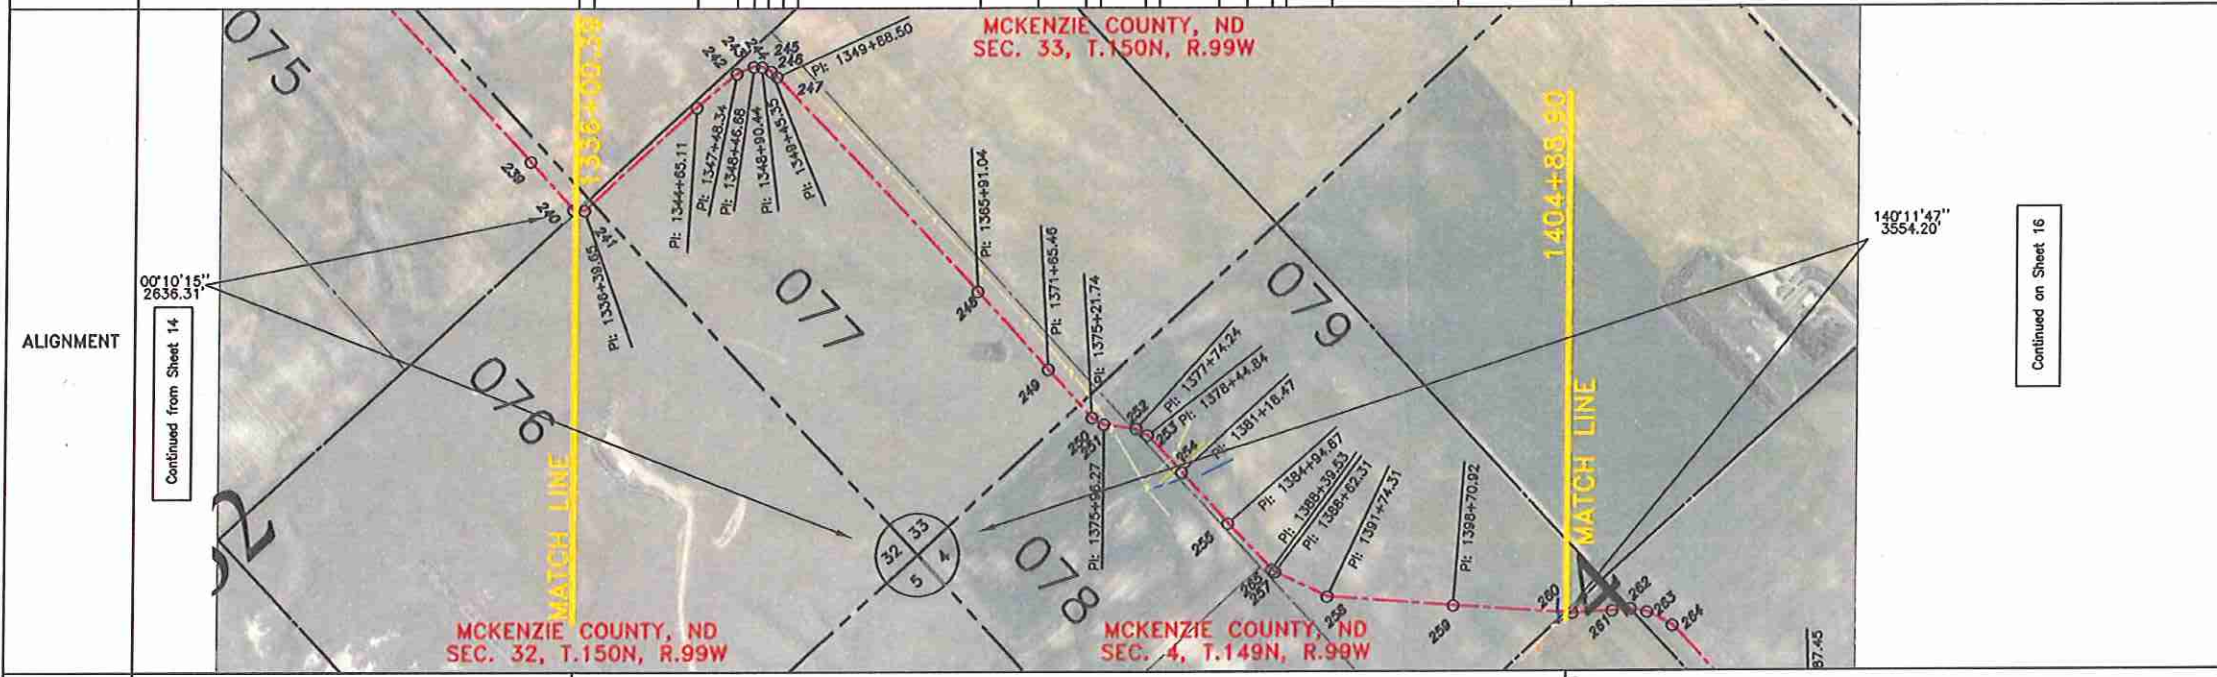 ALIGNMENT
00°10'15"
2636.31'
Continued from Sheet 14
075
076
077
078
079
MCKENZIE COUNTY, ND
SEC. 33, T.150N, R.99W
MCKENZIE COUNTY, ND
SEC. 32, T.150N, R.99W
MCKENZIE COUNTY, ND
SEC. 4, T.149N, R.99W
MATCH LINE
1336+00.38
MATCH LINE
1404+88.90
239
240
241
242
243
244
245
246
247
248
249
250
251
252
253
254
255
257
258
259
260
261
262
263
264
PI: 1336+39.65
PI: 1344+65.11
PI: 1347+48.34
PI: 1348+46.68
PI: 1348+90.44
PI: 1349+45.35
PI: 1349+88.50
PI: 1365+91.04
PI: 1371+65.46
PI: 1375+21.74
PI: 1375+96.27
PI: 1377+74.24
PI: 1378+44.84
PI: 1381+18.47
PI: 1384+94.67
PI: 1388+39.53
PI: 1388+62.31
PI: 1391+74.31
PI: 1398+70.92
87.45
32
33
5
4
4
140°11'47"
3554.20'
Continued on Sheet 16